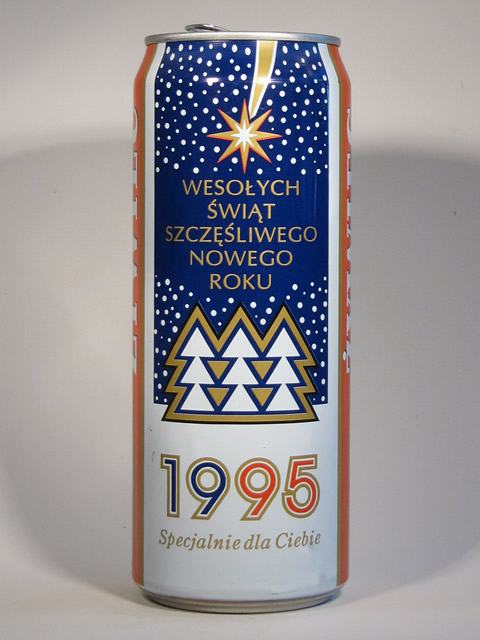 WESOŁYCH
ŚWIĄT
SZCZĘŚLIWEGO
NOWEGO
ROKU
1995
Specjalnie dla Ciebie